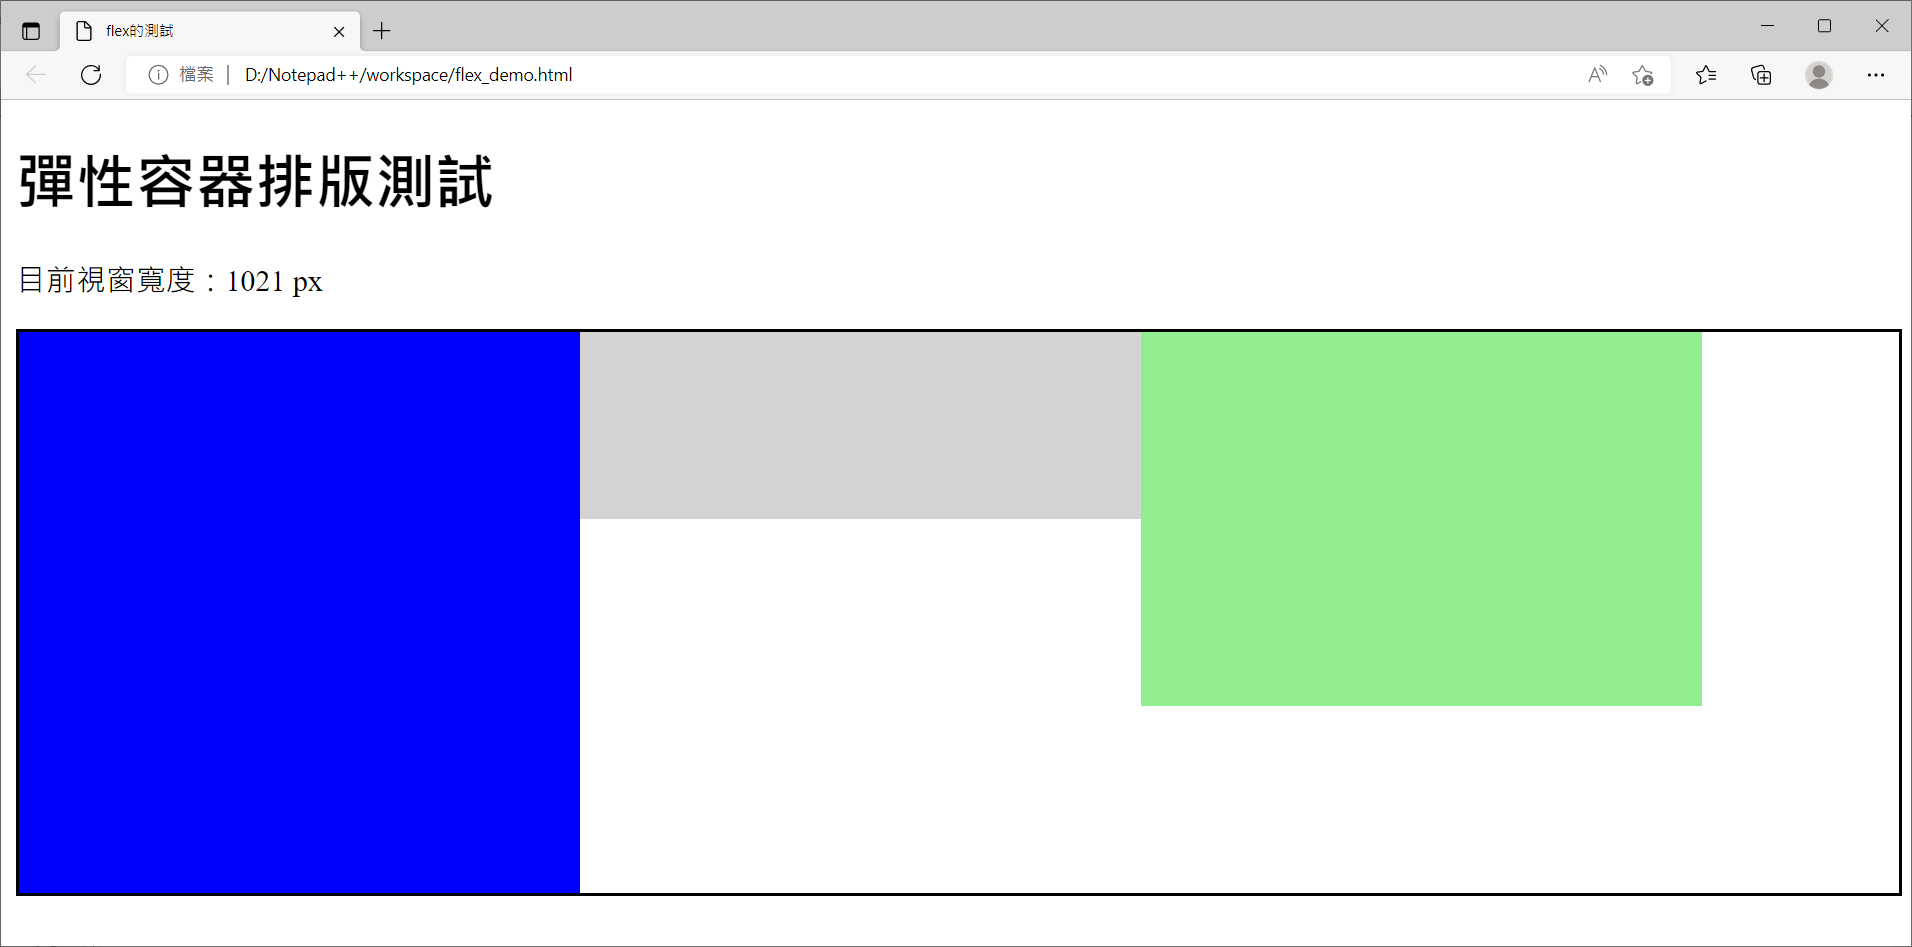 flex的測試
檔案 | D:/Notepad++/workspace/flex_demo.html
彈性容器排版測試
目前視窗寬度：1021 px